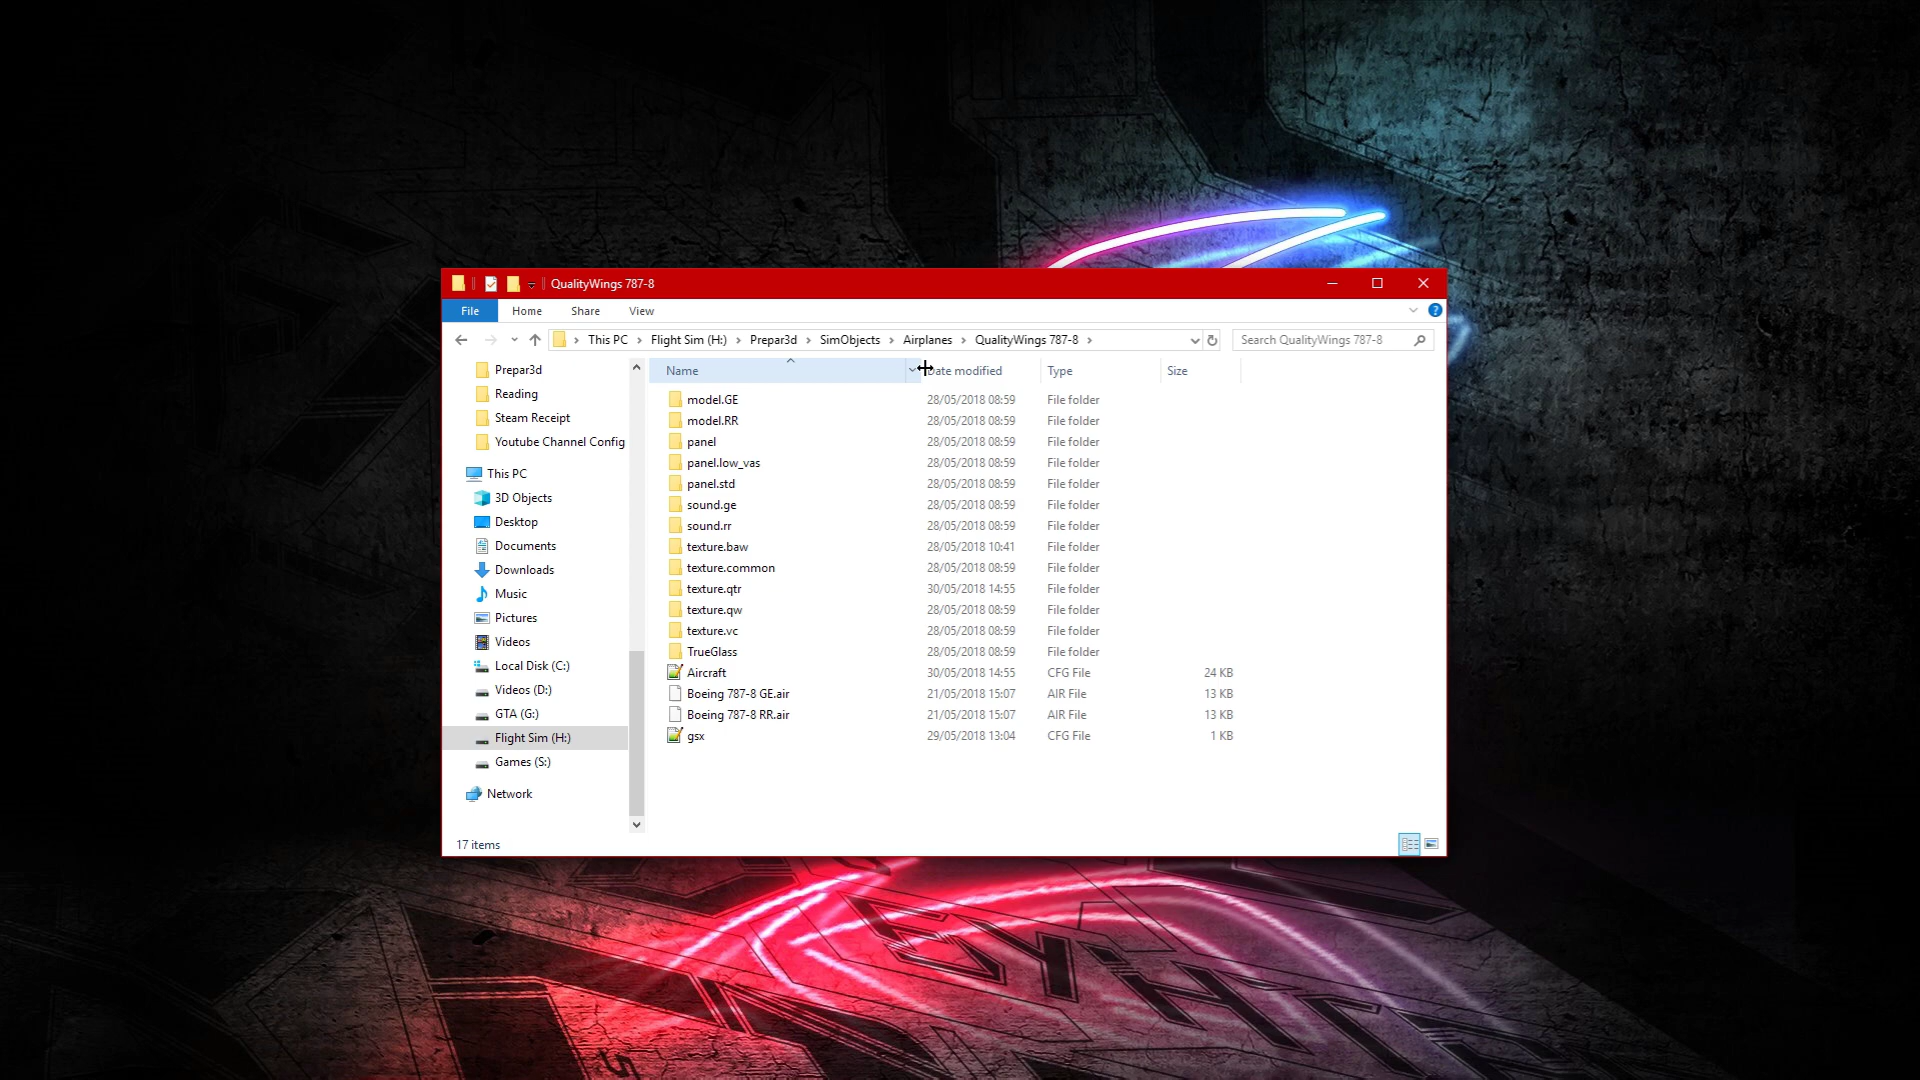 QualityWings 787-8
File Home Share View
This PC Flight Sim (H:) Prepar3d SimObjects Airplanes QualityWings 787-8
Search QualityWings 787-8
Prepar3d
Reading
Steam Receipt
Youtube Channel Config
This PC
3D Objects
Desktop
Documents
Downloads
Music
Pictures
Videos
Local Disk (C:)
Videos (D:)
GTA (G:)
Flight Sim (H:)
Games (S:)
Network
Name Date modified Type Size
model.GE 28/05/2018 08:59 File folder
model.RR 28/05/2018 08:59 File folder
panel 28/05/2018 08:59 File folder
panel.low_vas 28/05/2018 08:59 File folder
panel.std 28/05/2018 08:59 File folder
sound.ge 28/05/2018 08:59 File folder
sound.rr 28/05/2018 08:59 File folder
texture.baw 28/05/2018 10:41 File folder
texture.common 28/05/2018 08:59 File folder
texture.qtr 30/05/2018 14:55 File folder
texture.qw 28/05/2018 08:59 File folder
texture.vc 28/05/2018 08:59 File folder
TrueGlass 28/05/2018 08:59 File folder
Aircraft 30/05/2018 14:55 CFG File 24 KB
Boeing 787-8 GE.air 21/05/2018 15:07 AIR File 13 KB
Boeing 787-8 RR.air 21/05/2018 15:07 AIR File 13 KB
gsx 29/05/2018 13:04 CFG File 1 KB
17 items